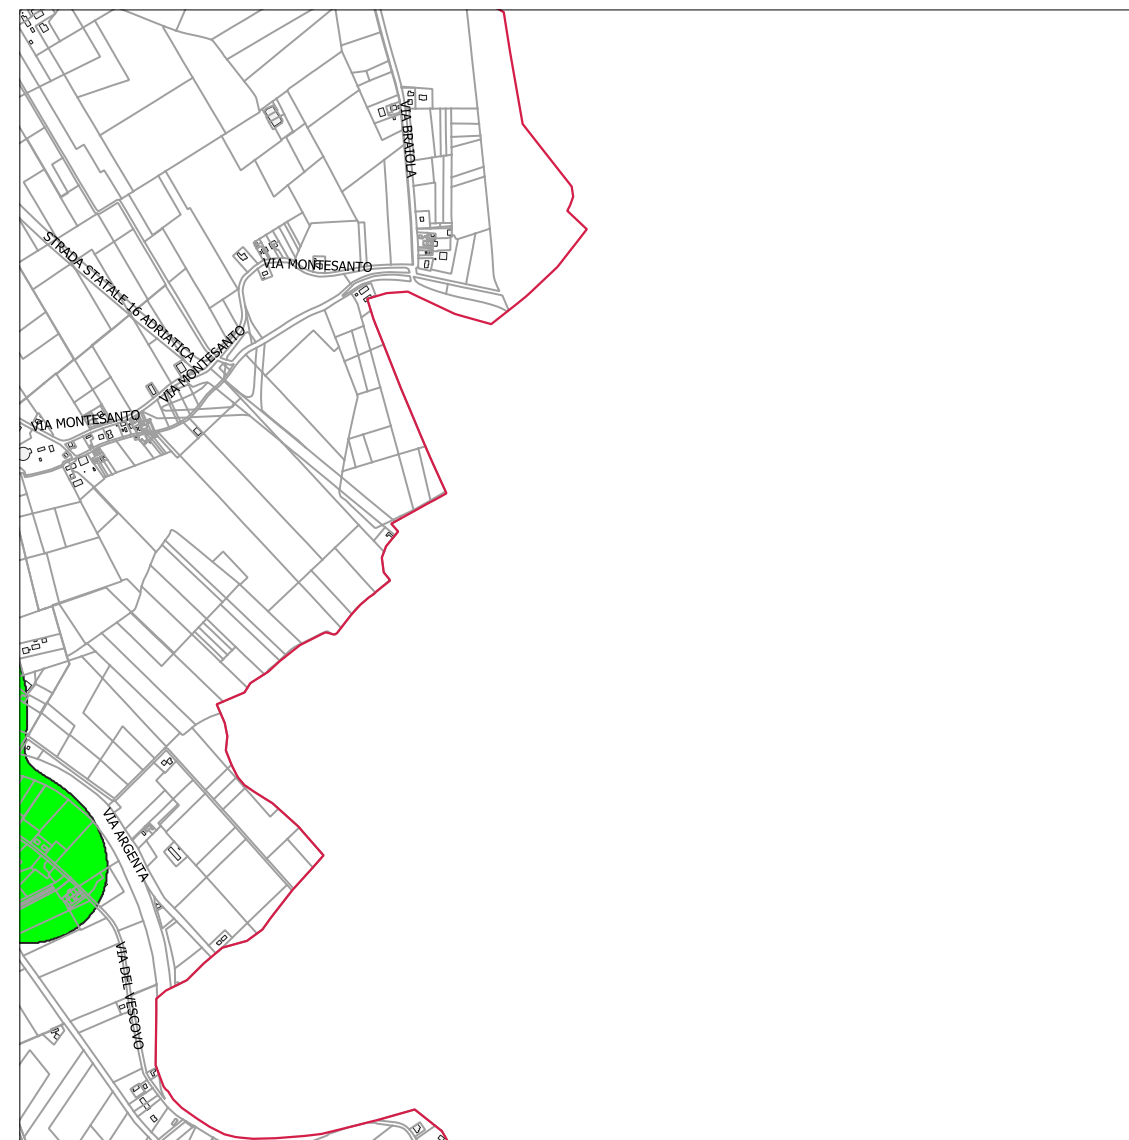 VIA BRAIOLA
STRADA STATALE 16 ADRIATICA
VIA MONTESANTO
VIA MONTESANTO
VIA MONTESANTO
VIA ARGENTA
VIA DEL VESCOVO